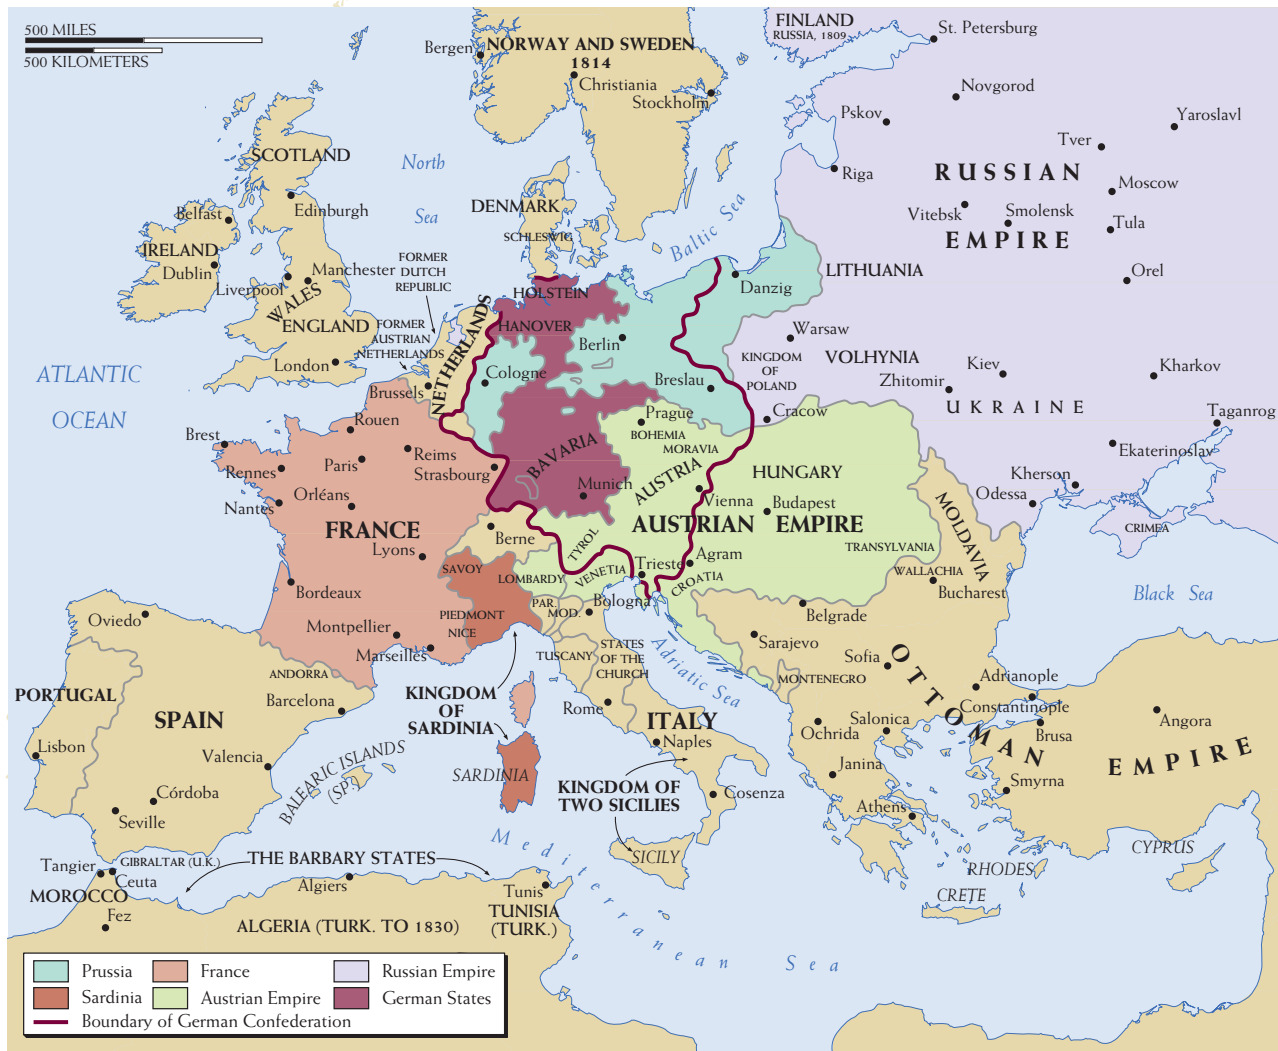 500 MILES
500 KILOMETERS
FINLAND
RUSSIA, 1809
St. Petersburg
Bergen
NORWAY AND SWEDEN
1814
Christiania
Stockholm
Novgorod
Pskov
Yaroslavl
Tver
SCOTLAND
North
Sea
Riga
RUSSIAN
EMPIRE
Moscow
Edinburgh
DENMARK
SCHLESWIG
Baltic Sea
Vitebsk
Smolensk
Tula
Belfast
IRELAND
Dublin
Manchester
Liverpool
WALES
ENGLAND
London
FORMER
DUTCH
REPUBLIC
HOLSTEIN
HANOVER
Danzig
LITHUANIA
Orel
FORMER
AUSTRIAN
NETHERLANDS
NETHERLANDS
Berlin
Warsaw
KINGDOM
OF
POLAND
VOLHYNIA
Kiev
Zhitomir
Kharkov
UKRAINE
Taganrog
ATLANTIC
OCEAN
Brussels
Cologne
Breslau
Cracow
Prague
BOHEMIA
MORAVIA
Rouen
Brest
Reims
Paris
Strasbourg
Rennes
Nantes
Orléans
BAVARIA
Munich
AUSTRIA
Vienna
HUNGARY
Budapest
Ekaterinoslav
Kherson
Odessa
MOLDAVIA
CRIMEA
FRANCE
Lyons
Berne
TYROL
AUSTRIAN EMPIRE
TRANSYLVANIA
SAVOY
LOMBARDY
VENETIA
Trieste
Agram
CROATIA
WALLACHIA
Bucharest
Black Sea
Bordeaux
PIEDMONT
NICE
PAR.
MOD.
Bologna
Belgrade
Oviedo
Montpellier
Marseilles
TUSCANY
STATES
OF THE
CHURCH
Adriatic Sea
Sarajevo
Sofia
MONTENEGRO
ANDORRA
PORTUGAL
SPAIN
Barcelona
KINGDOM
OF
SARDINIA
Rome
ITALY
Naples
OTTOMAN
EMPIRE
Adrianople
Constantinople
Brusa
Angora
Salonica
Ochrida
Lisbon
Valencia
BALEARIC ISLANDS
(SP.)
SARDINIA
KINGDOM OF
TWO SICILIES
Cosenza
Janina
Smyrna
Córdoba
Seville
Athens
SICILY
CYPRUS
RHODES
CRETE
Mediterranean Sea
Tangier
GIBRALTAR (U.K.)
Ceuta
MOROCCO
Fez
THE BARBARY STATES
Algiers
ALGERIA (TURK. TO 1830)
Tunis
TUNISIA
(TURK.)
Prussia
France
Russian Empire
Sardinia
Austrian Empire
German States
Boundary of German Confederation